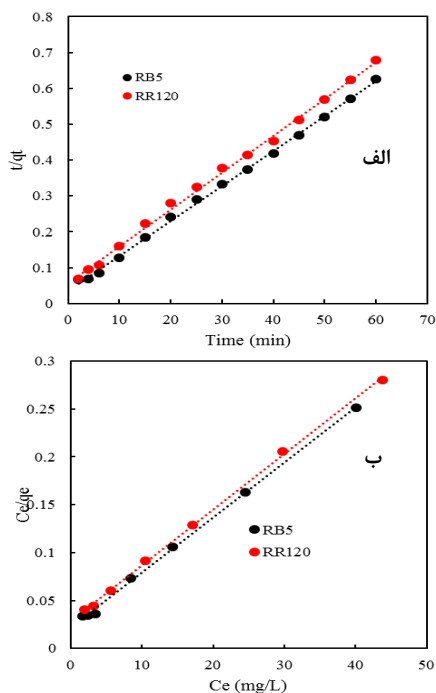 0.8
0.7
0.6
0.5
0.4
0.3
0.2
0.1
0
RB5
RR120
الف
t/qt
0 10 20 30 40 50 60 70
Time (min)
0.3
0.25
0.2
0.15
0.1
0.05
0
ب
RB5
RR120
Ce/qe
0 10 20 30 40 50
Ce (mg/L)